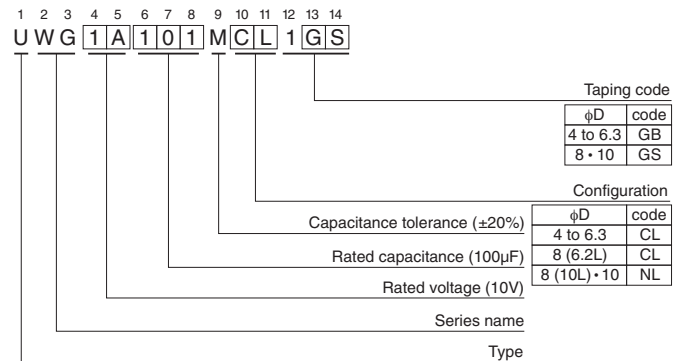 1 2 3 4 5 6 7 8 9 10 11 12 13 14
U W G 1 A 1 0 1 M C L 1 G S
Taping code
ϕD code
4 to 6.3 GB
8 • 10 GS
Configuration
ϕD code
4 to 6.3 CL
8 (6.2L) CL
8 (10L) • 10 NL
Capacitance tolerance (±20%)
Rated capacitance (100µF)
Rated voltage (10V)
Series name
Type